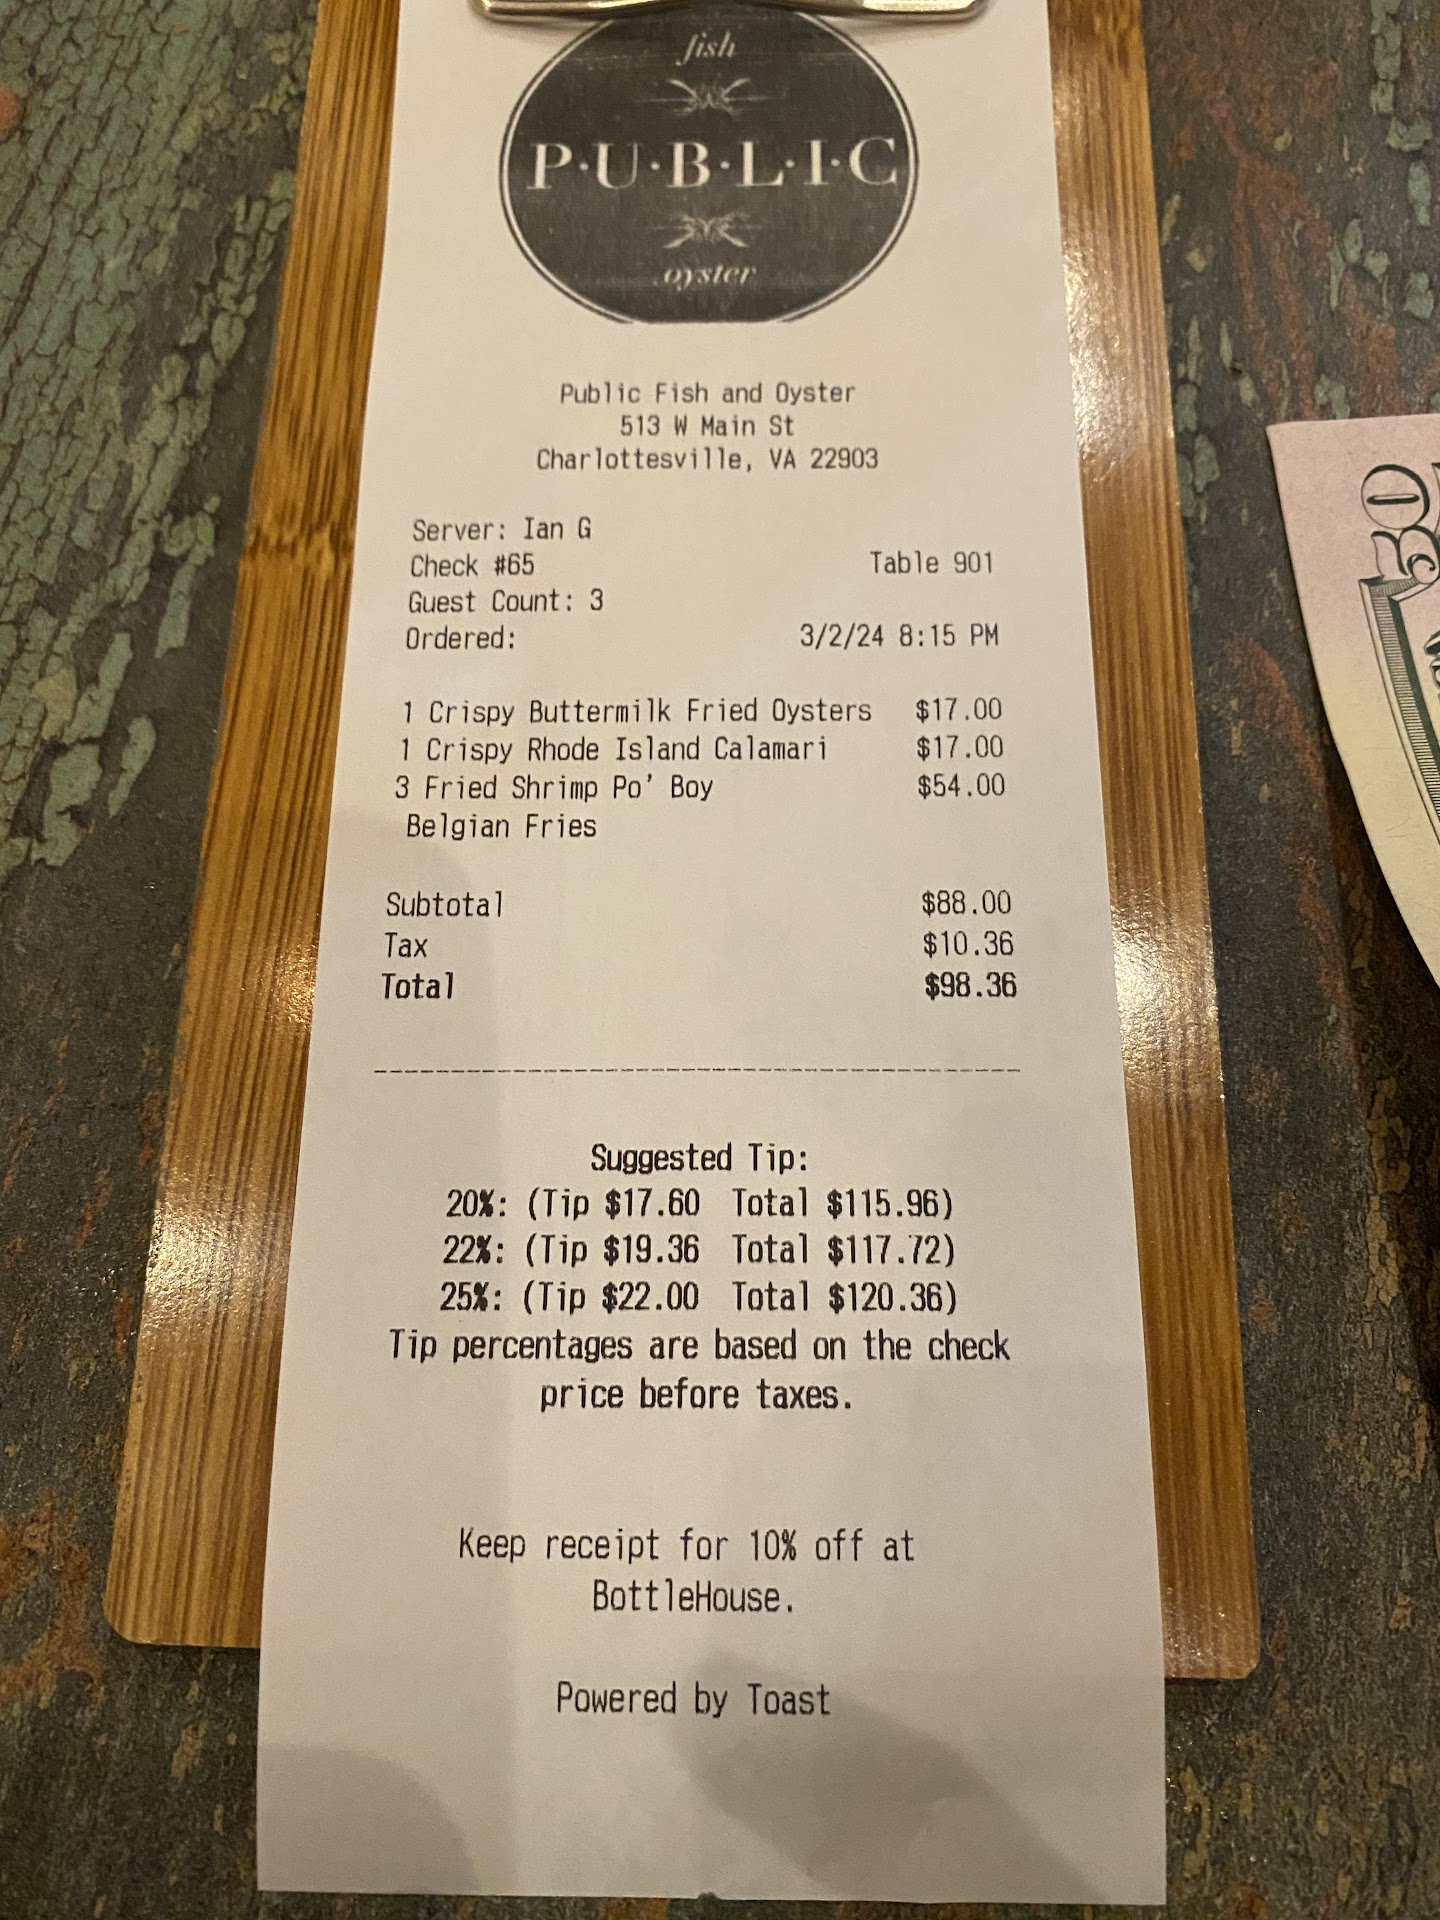 fish
P·U·B·L·I·C
oyster
Public Fish and Oyster
513 W Main St
Charlottesville, VA 22903
Server: Ian G
Check #65 Table 901
Guest Count: 3
Ordered: 3/2/24 8:15 PM
1 Crispy Buttermilk Fried Oysters $17.00
1 Crispy Rhode Island Calamari $17.00
3 Fried Shrimp Po' Boy $54.00
Belgian Fries
Subtotal $88.00
Tax $10.36
Total $98.36
Suggested Tip:
20%: (Tip $17.60 Total $115.96)
22%: (Tip $19.36 Total $117.72)
25%: (Tip $22.00 Total $120.36)
Tip percentages are based on the check
price before taxes.
Keep receipt for 10% off at
BottleHouse.
Powered by Toast
50